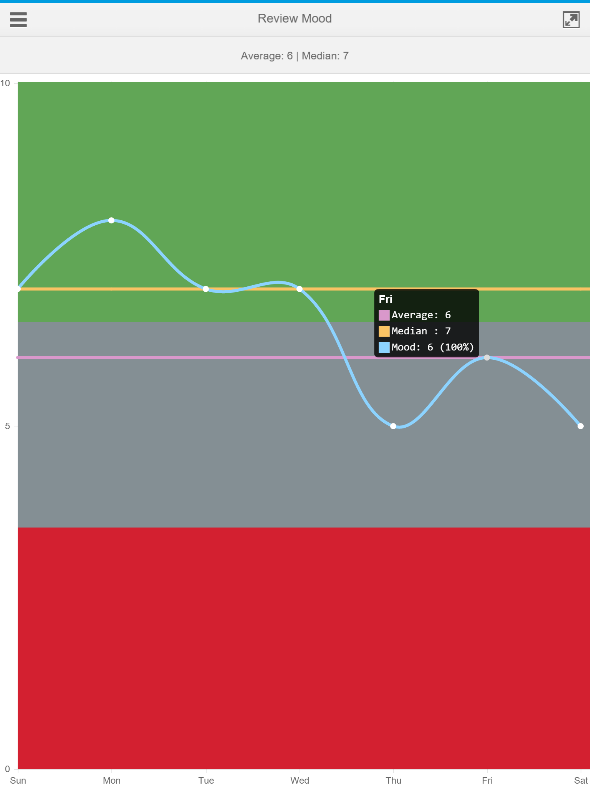 Review Mood
Average: 6 | Median: 7
10
Fri
Average: 6
Median : 7
Mood: 6 (100%)
5
0
Sun Mon Tue Wed Thu Fri Sat